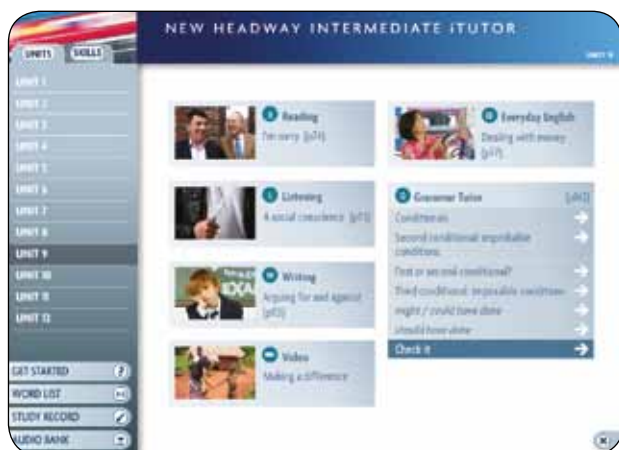 NEW HEADWAY INTERMEDIATE iTUTOR
UNITS SKILLS
UNIT 9
UNIT 1
UNIT 2
UNIT 3
UNIT 4
UNIT 5
UNIT 6
UNIT 7
UNIT 8
UNIT 9
UNIT 10
UNIT 11
UNIT 12
GET STARTED ?
WORD LIST
STUDY RECORD
AUDIO BANK
Reading
I'm sorry
Listening
A social conscience
Writing
Arguing for and against
EXA
Video
Making a difference
Everyday English
Dealing with money
Grammar Tutor
Conditionals
Second conditional: improbable
conditions
First or second conditional?
Third conditional: impossible conditions
might / could have done
should have done
Check it